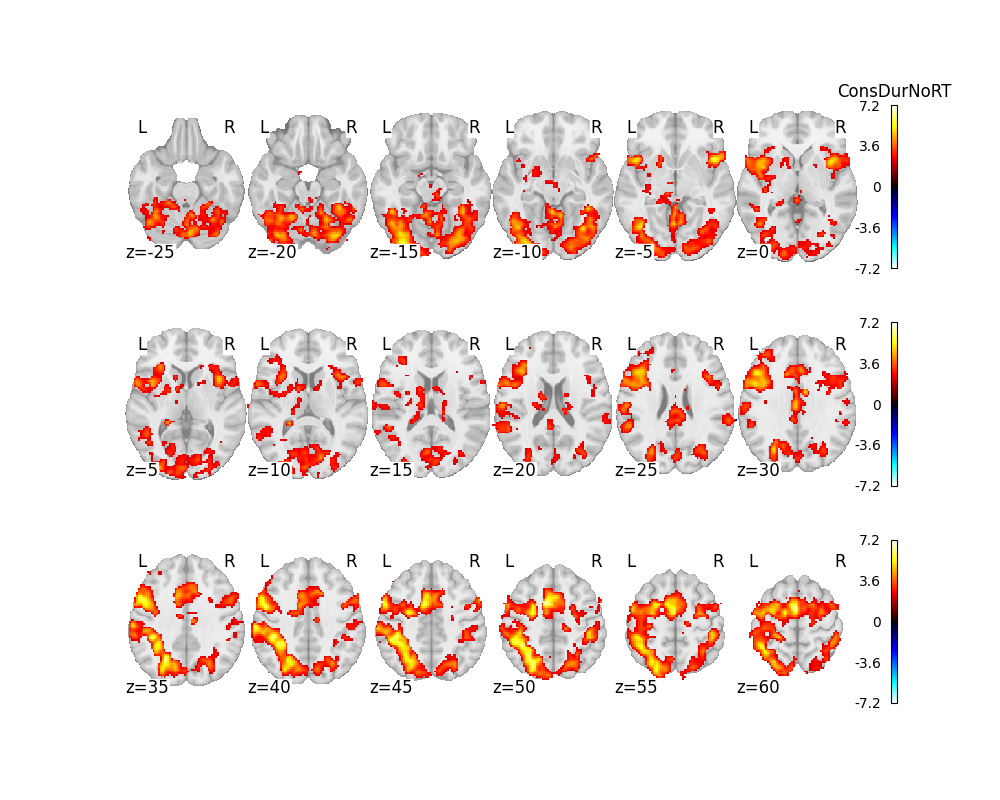 ConsDurNoRT
L R L R L R L R L R L R
7.2
3.6
0
-3.6
-7.2
z=-25 z=-20 z=-15 z=-10 z=-5 z=0
L R L R L R L R L R L R
7.2
3.6
0
-3.6
-7.2
z=5 z=10 z=15 z=20 z=25 z=30
L R L R L R L R L R L R
7.2
3.6
0
-3.6
-7.2
z=35 z=40 z=45 z=50 z=55 z=60